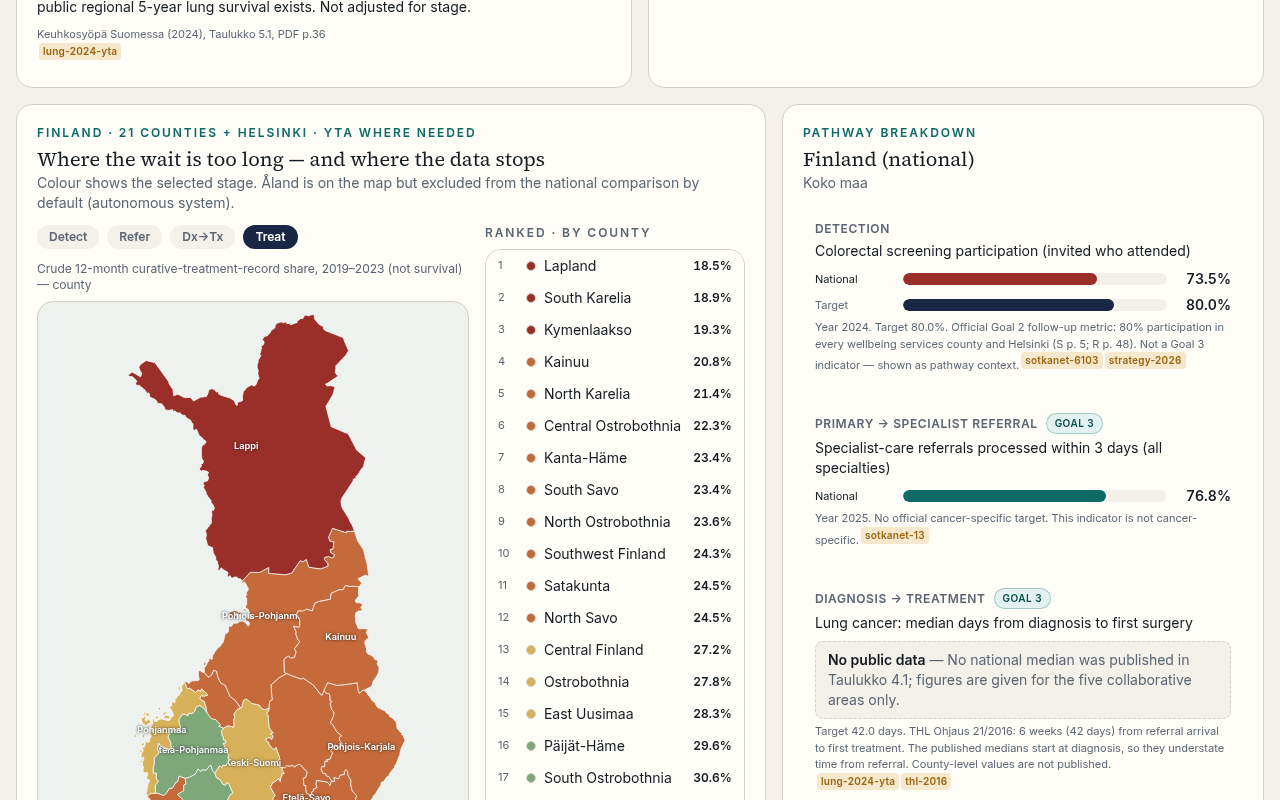 public regional 5-year lung survival exists. Not adjusted for stage.
Keuhkosyöpä Suomessa (2024), Taulukko 5.1, PDF p.36
lung-2024-yta
FINLAND · 21 COUNTIES + HELSINKI · YTA WHERE NEEDED
Where the wait is too long — and where the data stops
Colour shows the selected stage. Åland is on the map but excluded from the national comparison by
default (autonomous system).
Detect Refer Dx→Tx Treat
Crude 12-month curative-treatment-record share, 2019–2023 (not survival)
— county
Lappi
Pohjois-Pohjanm
Kainuu
Pohjanmaa
telä-Pohjanmaa
Keski-Suomi
Pohjois-Karjala
Etelä-Savo
RANKED · BY COUNTY
1 Lapland 18.5%
2 South Karelia 18.9%
3 Kymenlaakso 19.3%
4 Kainuu 20.8%
5 North Karelia 21.4%
6 Central Ostrobothnia 22.3%
7 Kanta-Häme 23.4%
8 South Savo 23.4%
9 North Ostrobothnia 23.6%
10 Southwest Finland 24.3%
11 Satakunta 24.5%
12 North Savo 24.5%
13 Central Finland 27.2%
14 Ostrobothnia 27.8%
15 East Uusimaa 28.3%
16 Päijät-Häme 29.6%
17 South Ostrobothnia 30.6%
PATHWAY BREAKDOWN
Finland (national)
Koko maa
DETECTION
Colorectal screening participation (invited who attended)
National 73.5%
Target 80.0%
Year 2024. Target 80.0%. Official Goal 2 follow-up metric: 80% participation in
every wellbeing services county and Helsinki (S p. 5; R p. 48). Not a Goal 3
indicator — shown as pathway context. sotkanet-6103 strategy-2026
PRIMARY → SPECIALIST REFERRAL GOAL 3
Specialist-care referrals processed within 3 days (all
specialties)
National 76.8%
Year 2025. No official cancer-specific target. This indicator is not cancer-
specific. sotkanet-13
DIAGNOSIS → TREATMENT GOAL 3
Lung cancer: median days from diagnosis to first surgery
No public data — No national median was published in
Taulukko 4.1; figures are given for the five collaborative
areas only.
Target 42.0 days. THL Ohjaus 21/2016: 6 weeks (42 days) from referral arrival
to first treatment. The published medians start at diagnosis, so they understate
time from referral. County-level values are not published.
lung-2024-yta thl-2016